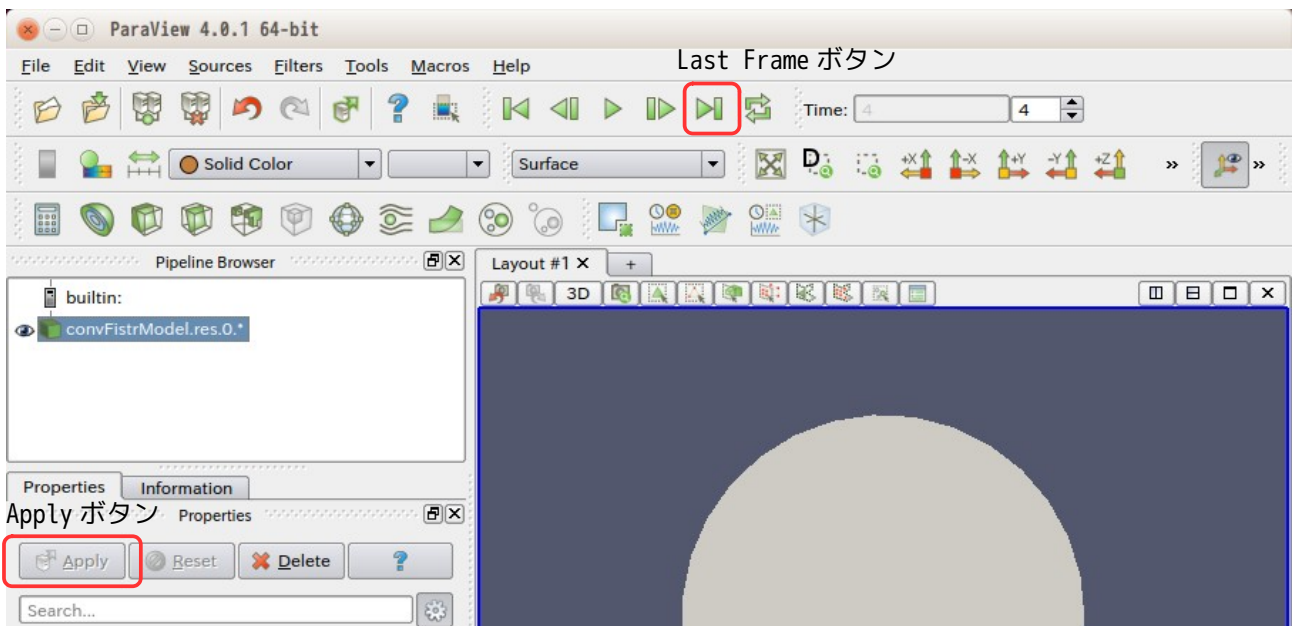 ParaView 4.0.1 64-bit
File Edit View Sources Filters Tools Macros Help
Last Frame ボタン
Time: 4 4
Solid Color Surface +X -X +Y -Y +Z »  »
Pipeline Browser
Layout #1 +
builtin:
3D
convFistrModel.res.0.*
Properties Information
Apply ボタン Properties
Apply Reset Delete ?
Search...